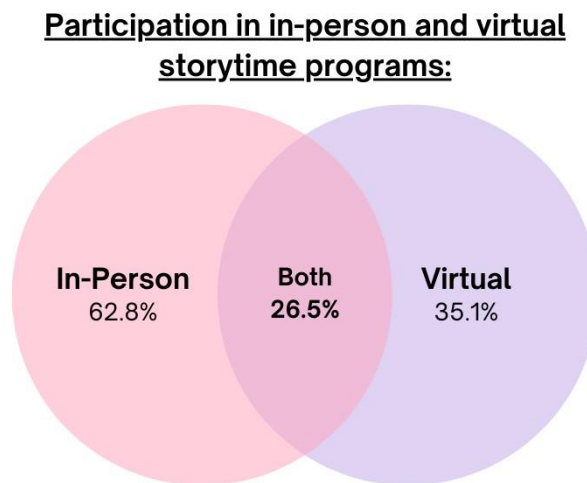 Participation in in-person and virtual
storytime programs:
In-Person
62.8%
Both
26.5%
Virtual
35.1%